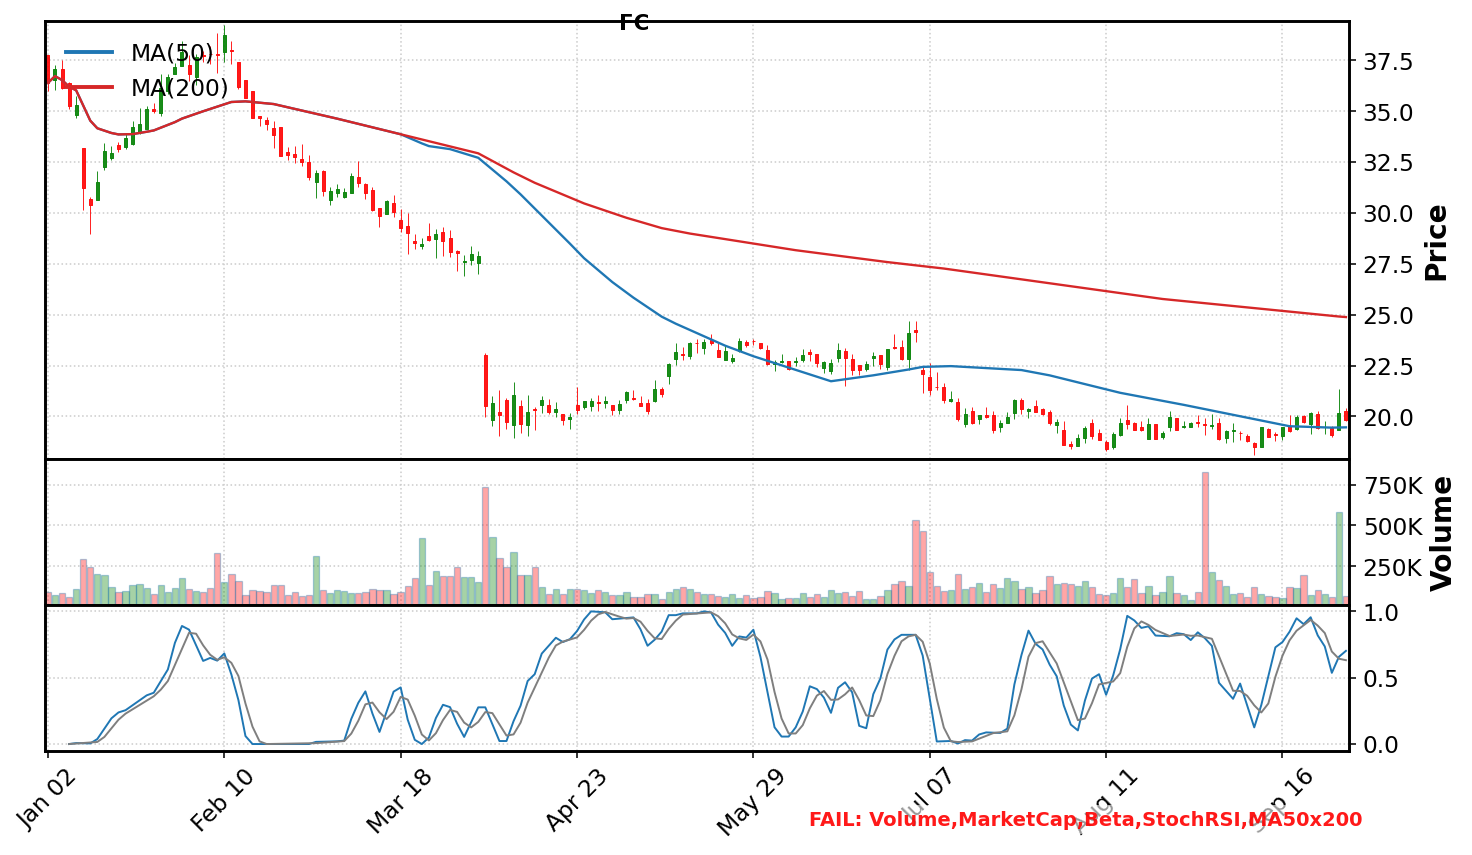 FC
MA(50)
MA(200)
37.5
35.0
32.5
30.0
27.5
25.0
22.5
20.0
Price
750K
500K
250K
Volume
1.0
0.5
0.0
Jan 02
Feb 10
Mar 18
Apr 23
May 29
Jul 07
Aug 11
Sep 16
FAIL: Volume,MarketCap,Beta,StochRSI,MA50x200